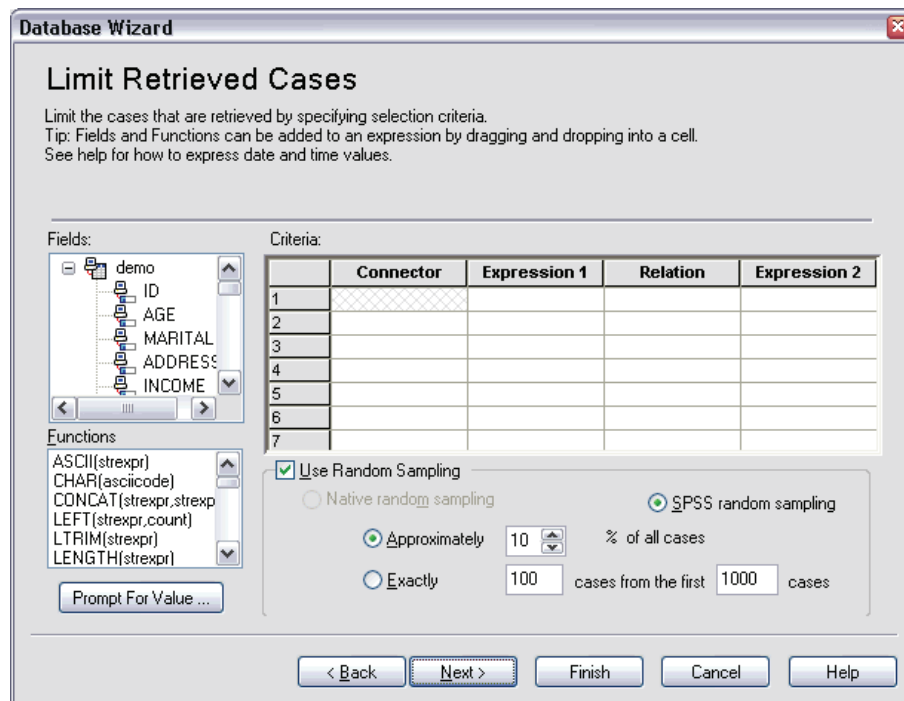 Database Wizard
Limit Retrieved Cases
Limit the cases that are retrieved by specifying selection criteria.
Tip: Fields and Functions can be added to an expression by dragging and dropping into a cell.
See help for how to express date and time values.
Fields:
demo
ID
AGE
MARITAL
ADDRESS
INCOME
Functions
ASCII(strexpr)
CHAR(asciicode)
CONCAT(strexpr,strexp
LEFT(strexpr,count)
LTRIM(strexpr)
LENGTH(strexpr)
Prompt For Value ...
Criteria:
Connector Expression 1 Relation Expression 2
1
2
3
4
5
6
7
Use Random Sampling
Native random sampling SPSS random sampling
Approximately 10 % of all cases
Exactly 100 cases from the first 1000 cases
< Back Next > Finish Cancel Help